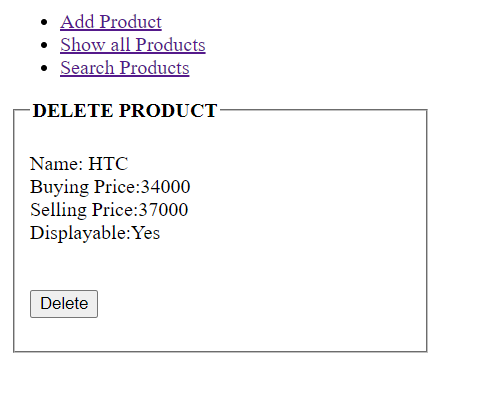 Add Product
Show all Products
Search Products
DELETE PRODUCT
Name: HTC
Buying Price:34000
Selling Price:37000
Displayable:Yes
Delete